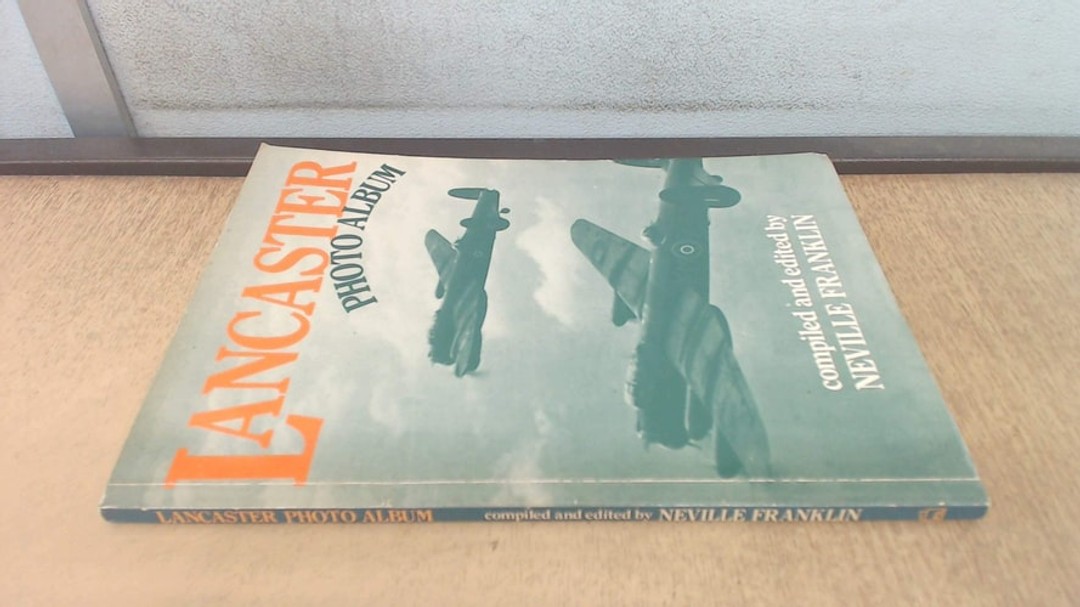 LANCASTER
PHOTO ALBUM
compiled and edited by
NEVILLE FRANKLIN
LANCASTER PHOTO ALBUM compiled and edited by NEVILLE FRANKLIN